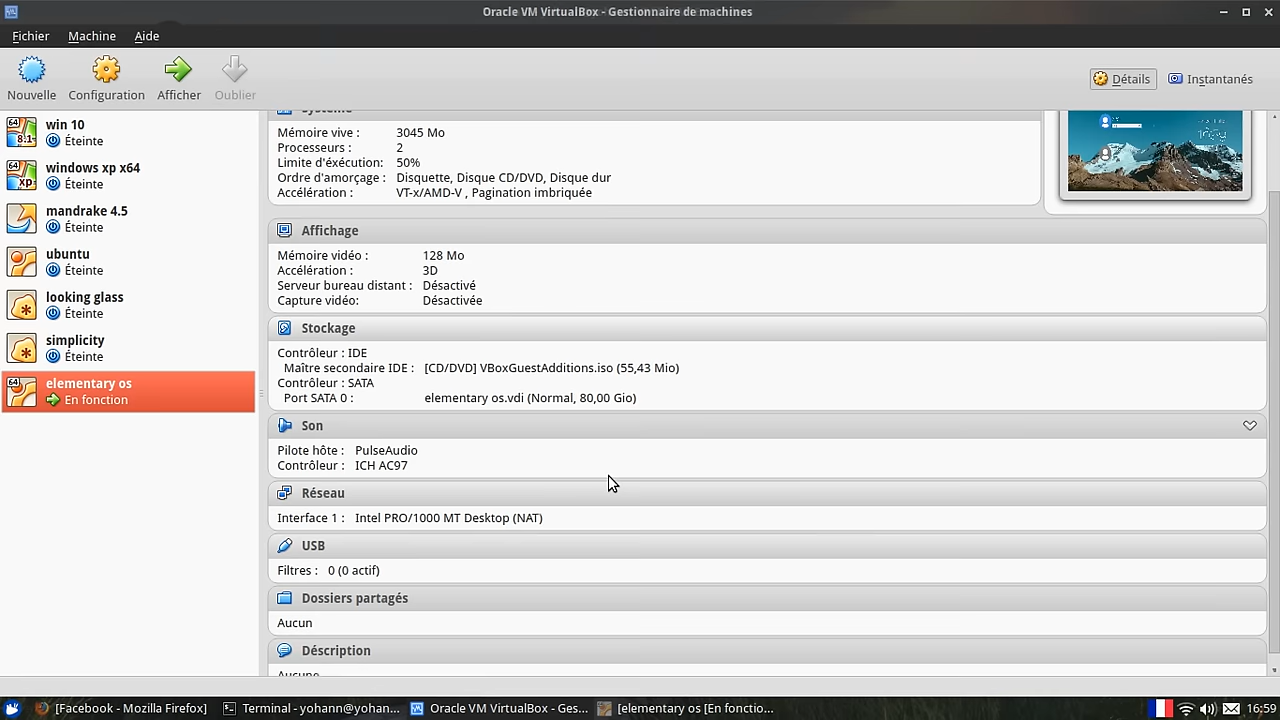 Oracle VM VirtualBox - Gestionnaire de machines
Fichier Machine Aide
Nouvelle Configuration Afficher Oublier Détails Instantanés
win 10
Éteinte
windows xp x64
Éteinte
mandrake 4.5
Éteinte
ubuntu
Éteinte
looking glass
Éteinte
simplicity
Éteinte
elementary os
En fonction
Système
Mémoire vive : 3045 Mo
Processeurs : 2
Limite d'éxécution: 50%
Ordre d'amorçage : Disquette, Disque CD/DVD, Disque dur
Accélération : VT-x/AMD-V , Pagination imbriquée
Affichage
Mémoire vidéo : 128 Mo
Accélération : 3D
Serveur bureau distant : Désactivé
Capture vidéo: Désactivée
Stockage
Contrôleur : IDE
Maître secondaire IDE : [CD/DVD] VBoxGuestAdditions.iso (55,43 Mio)
Contrôleur : SATA
Port SATA 0 : elementary os.vdi (Normal, 80,00 Gio)
Son
Pilote hôte : PulseAudio
Contrôleur : ICH AC97
Réseau
Interface 1 : Intel PRO/1000 MT Desktop (NAT)
USB
Filtres : 0 (0 actif)
Dossiers partagés
Aucun
Déscription
Aucune
[Facebook - Mozilla Firefox] Terminal - yohann@yohan... Oracle VM VirtualBox - Ges... [elementary os [En fonctio... 16:59